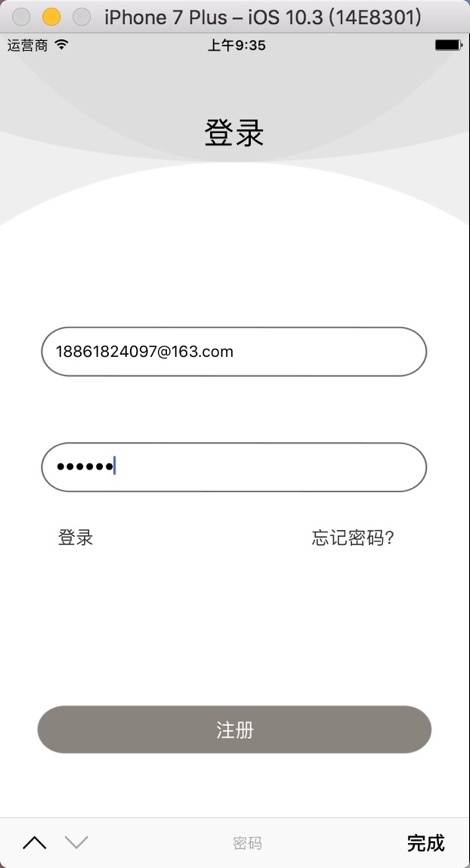 iPhone 7 Plus – iOS 10.3 (14E8301)
运营商 上午9:35
登录
18861824097@163.com
••••••
登录 忘记密码?
注册
密码 完成